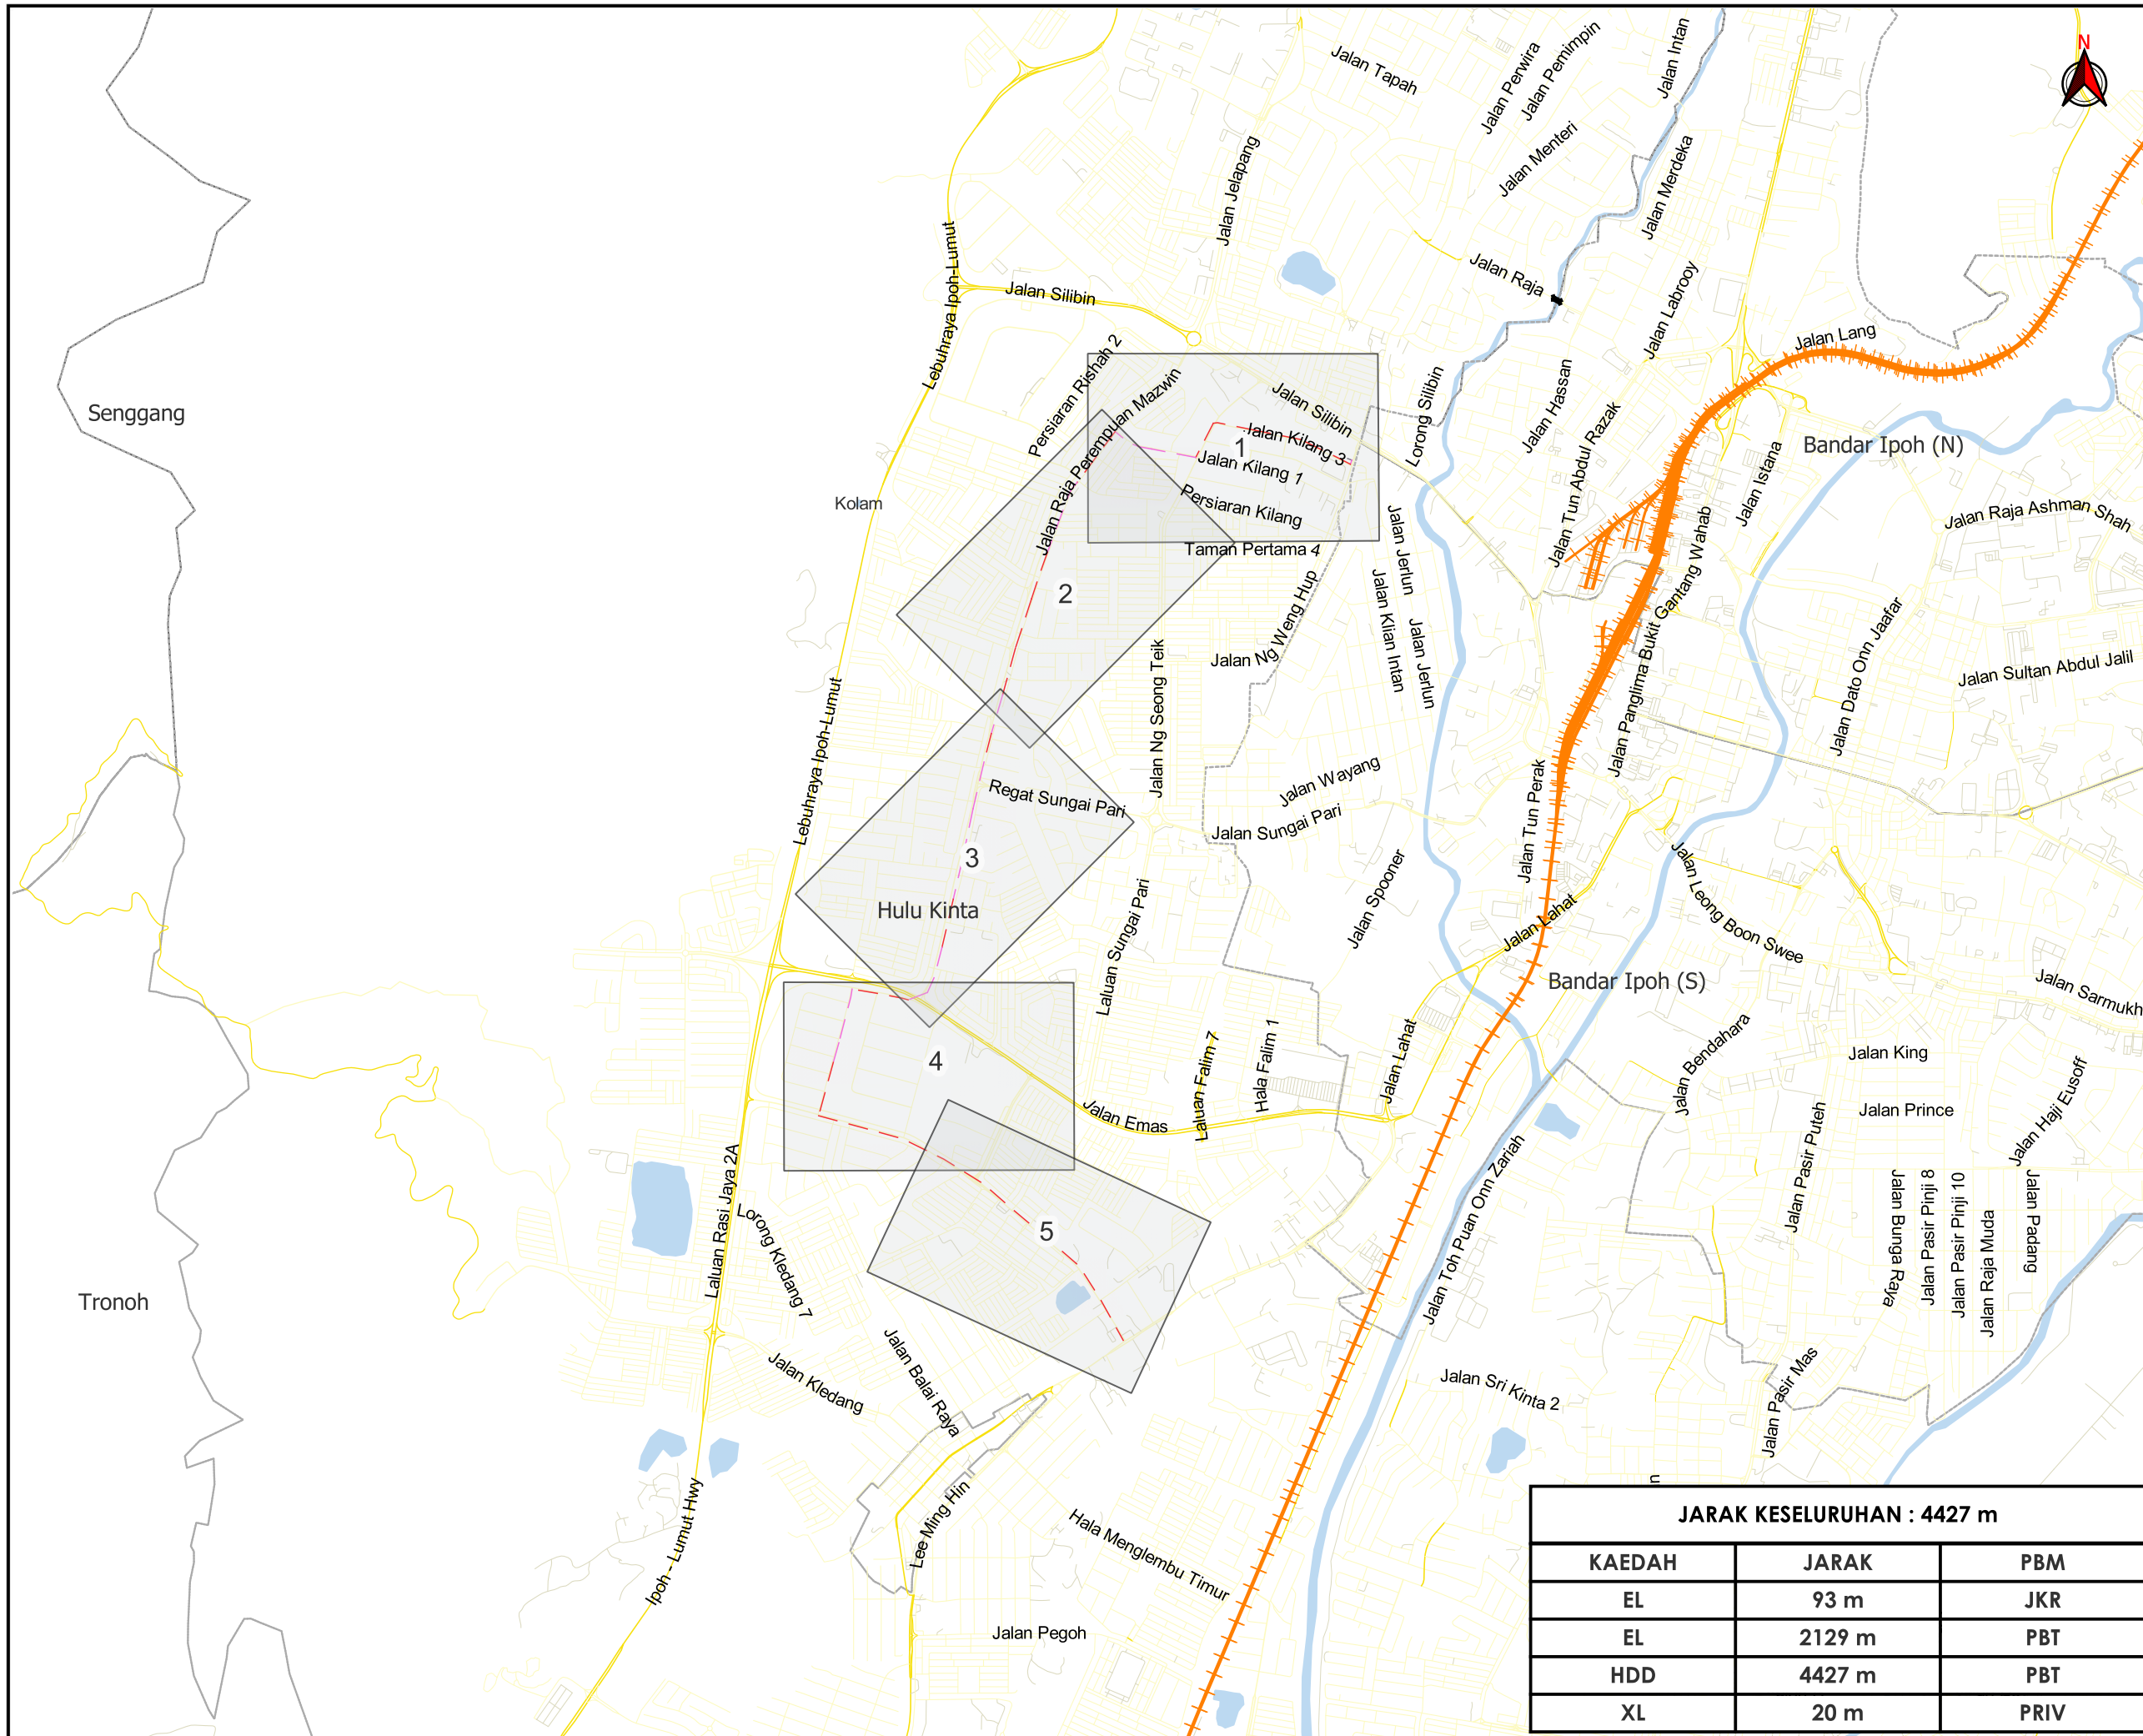 N
Jalan Tapah
Jalan Perwira
Jalan Pemimpin
Jalan Intan
Jalan Menteri
Jalan Merdeka
Jalan Jelapang
Lebuhraya Ipoh-Lumut
Jalan Silibin
Jalan Raja
Jalan Labrooy
Jalan Lang
Persiaran Rishah 2
Jalan Raja Perempuan Mazwin
Jalan Silibin
Lorong Silibin
Jalan Hassan
Jalan Tun Abdul Razak
Jalan Istana
Senggang
Bandar Ipoh (N)
Jalan Kilang 3
1
Jalan Kilang 1
Persiaran Kilang
Kolam
Taman Pertama 4
Jalan Jerlun
Jalan Raja Ashman Shah
2
Jalan Ng Weng Hup
Jalan Klian Intan
Jalan Jerlun
Jalan Panglima Bukit Gantang Wahab
Jalan Dato Onn Jaafar
Jalan Sultan Abdul Jalil
Jalan Ng Seong Teik
Lebuhraya Ipoh-Lumut
Regat Sungai Pari
Jalan Wayang
Jalan Sungai Pari
Jalan Tun Perak
3
Hulu Kinta
Laluan Sungai Pari
Jalan Spooner
Jalan Lahat
Jalan Leong Boon Swee
Bandar Ipoh (S)
Jalan Sarmukh
4
Laluan Falim 7
Hala Falim 1
Jalan Lahat
Jalan Emas
Jalan Bendahara
Jalan King
Jalan Prince
Jalan Haji Eusoff
Jalan Pasir Puteh
Laluan Rasi Jaya 2A
Lorong Kledang 7
5
Jalan Toh Puan Onn Zariah
Jalan Bunga Raya
Jalan Pasir Pinji 8
Jalan Pasir Pinji 10
Jalan Raja Muda
Jalan Padang
Tronoh
Jalan Kledang
Jalan Balai Raya
Jalan Sri Kinta 2
Jalan Pasir Mas
Ipoh - Lumut Hwy
Lee Ming Hin
Hala Menglembu Timur
Jalan Pegoh
n
JARAK KESELURUHAN : 4427 m
KAEDAH JARAK PBM
EL 93 m JKR
EL 2129 m PBT
HDD 4427 m PBT
XL 20 m PRIV